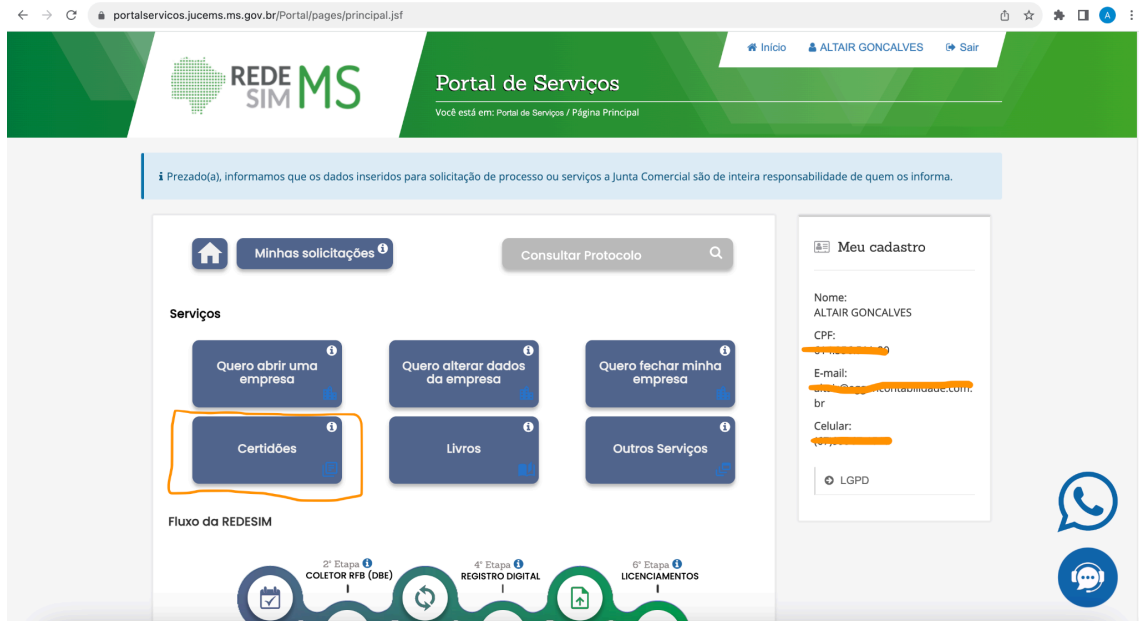 portalservicos.jucems.ms.gov.br/Portal/pages/principal.jsf
A
Início
ALTAIR GONCALVES
Sair
REDE
SIM MS
Portal de Serviços
Você está em: Portal de Serviços / Página Principal
Prezado(a), informamos que os dados inseridos para solicitação de processo ou serviços a Junta Comercial são de inteira responsabilidade de quem os informa.
Minhas solicitações
Consultar Protocolo
Meu cadastro
Nome:
ALTAIR GONCALVES
CPF:
E-mail:
br
Celular:
LGPD
Serviços
Quero abrir uma
empresa
Quero alterar dados
da empresa
Quero fechar minha
empresa
Certidões
Livros
Outros Serviços
Fluxo da REDESIM
2ª Etapa
COLETOR RFB (DBE)
4ª Etapa
REGISTRO DIGITAL
6ª Etapa
LICENCIAMENTOS